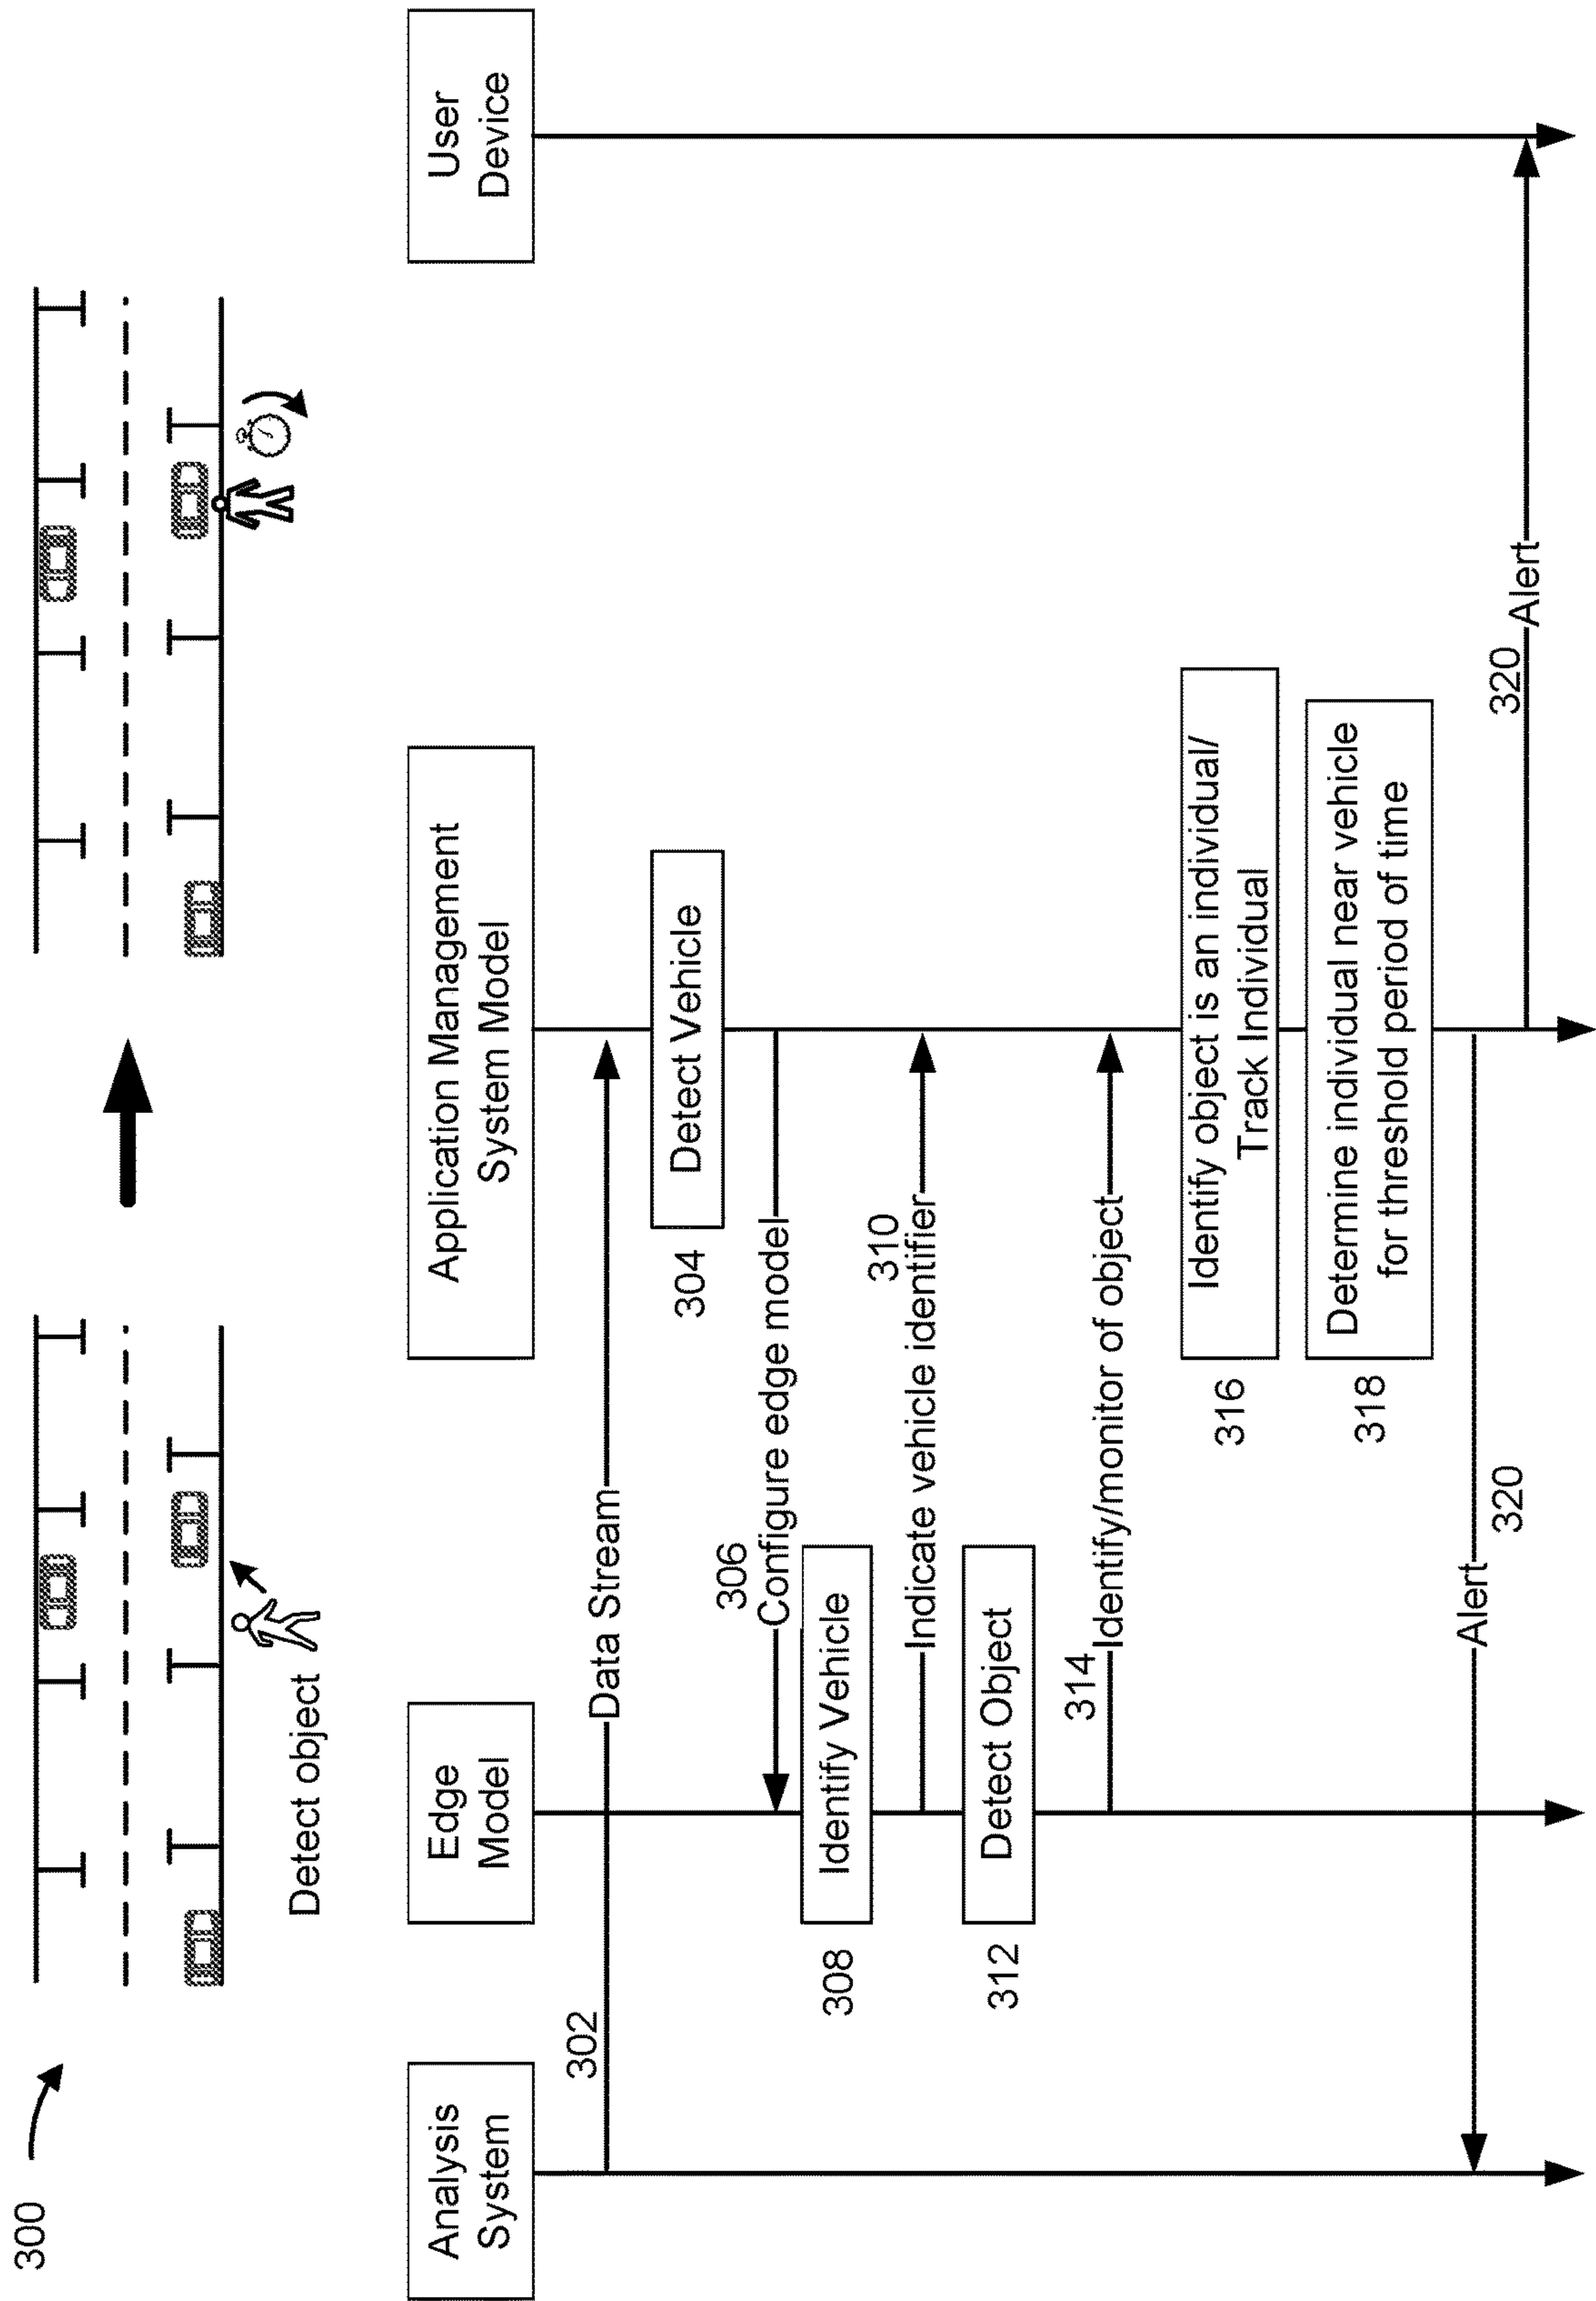 300
Detect object
Analysis
System
Edge
Model
Application Management
System Model
User
Device
302
Data Stream
304
Detect Vehicle
306
Configure edge model
308
Identify Vehicle
310
Indicate vehicle identifier
312
Detect Object
314
Identify/monitor of object
316
Identify object is an individual/
Track Individual
318
Determine individual near vehicle
for threshold period of time
Alert
320
320
Alert